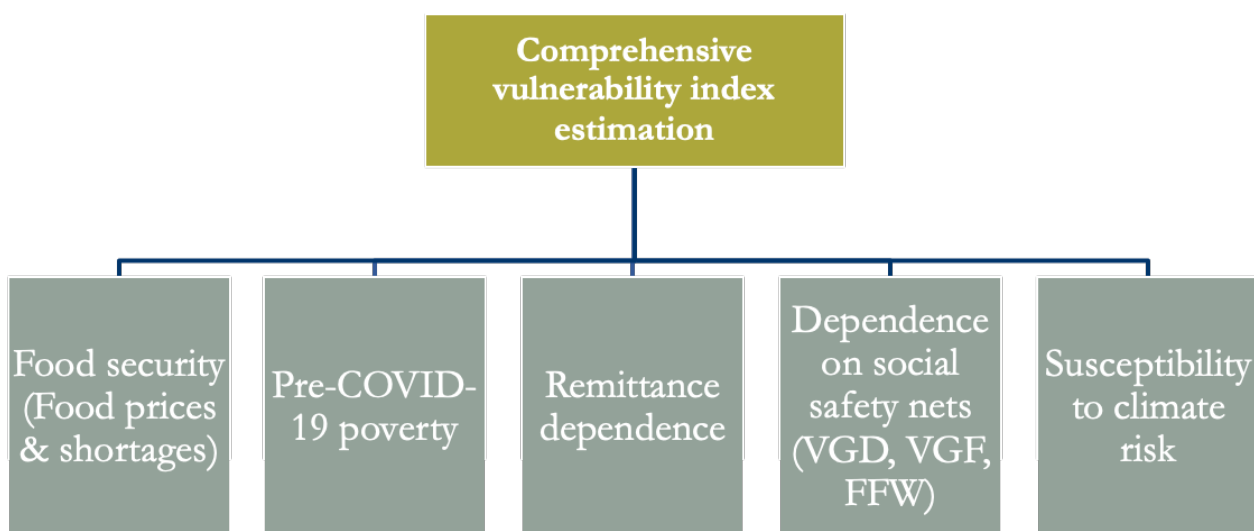 Comprehensive
vulnerability index
estimation
Food security
(Food prices
& shortages)
Pre-COVID-
19 poverty
Remittance
dependence
Dependence
on social
safety nets
(VGD, VGF,
FFW)
Susceptibility
to climate
risk